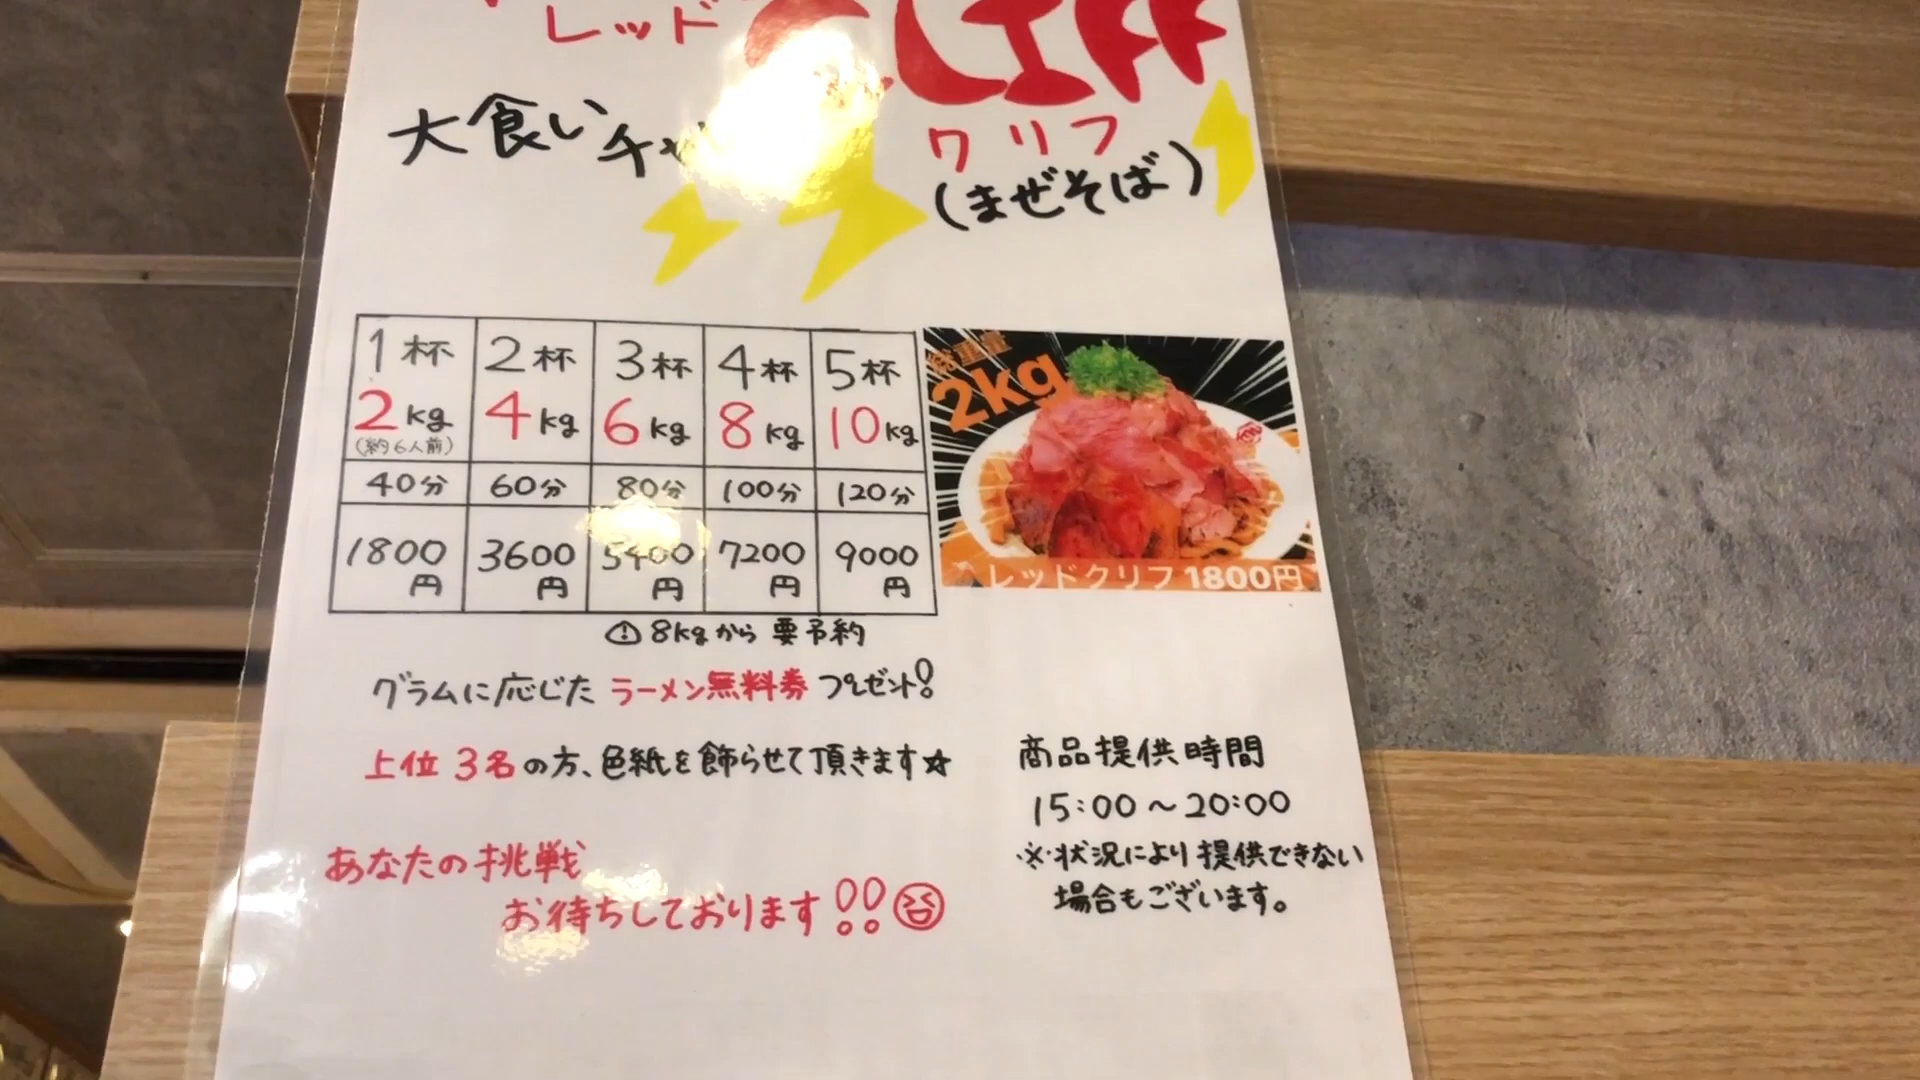 レッド
CLIFF
クリフ
大食いチャ
(まぜそば)
1杯 2杯 3杯 4杯 5杯
2kg 4kg 6kg 8kg 10kg
(約6人前)
40分 60分 80分 100分 120分
1800円 3600円 5400円 7200円 9000円
総重量
2kg
レッドクリフ 1800円
8kgから 要予約
グラムに応じた ラーメン無料券 プレゼント!
上位3名の方、色紙を飾らせて頂きます☆
あなたの挑戦
お待ちしております!!
商品提供時間
15:00〜20:00
※状況により提供できない
場合もございます。